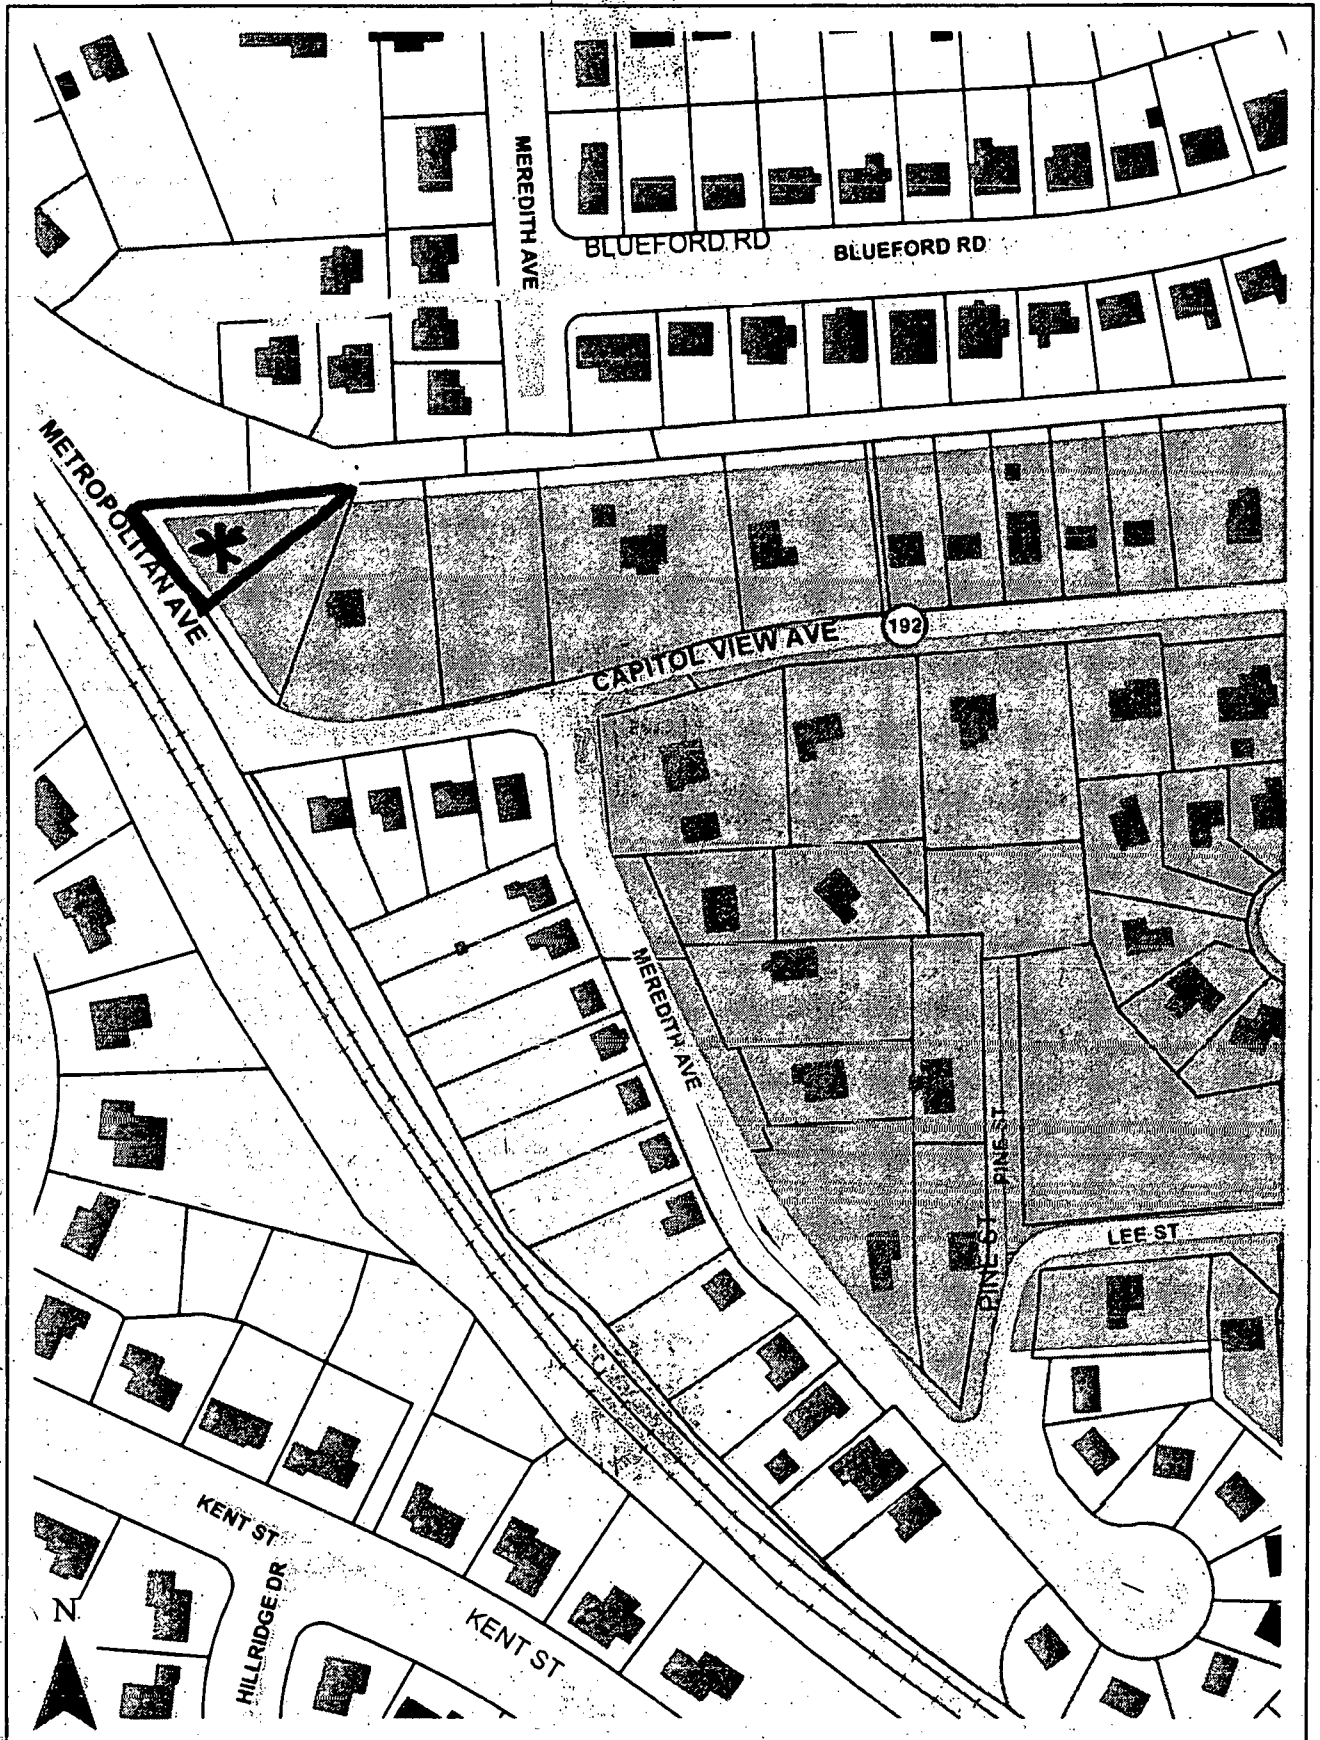 MEREDITH AVE
BLUEFORD RD
BLUEFORD RD
METROPOLITIAN AVE
CAPITOL VIEW AVE
192
MEREDITH AVE
PINE ST
PINE ST
LEE ST
KENT ST
HILLRIDGE DR
KENT ST
N